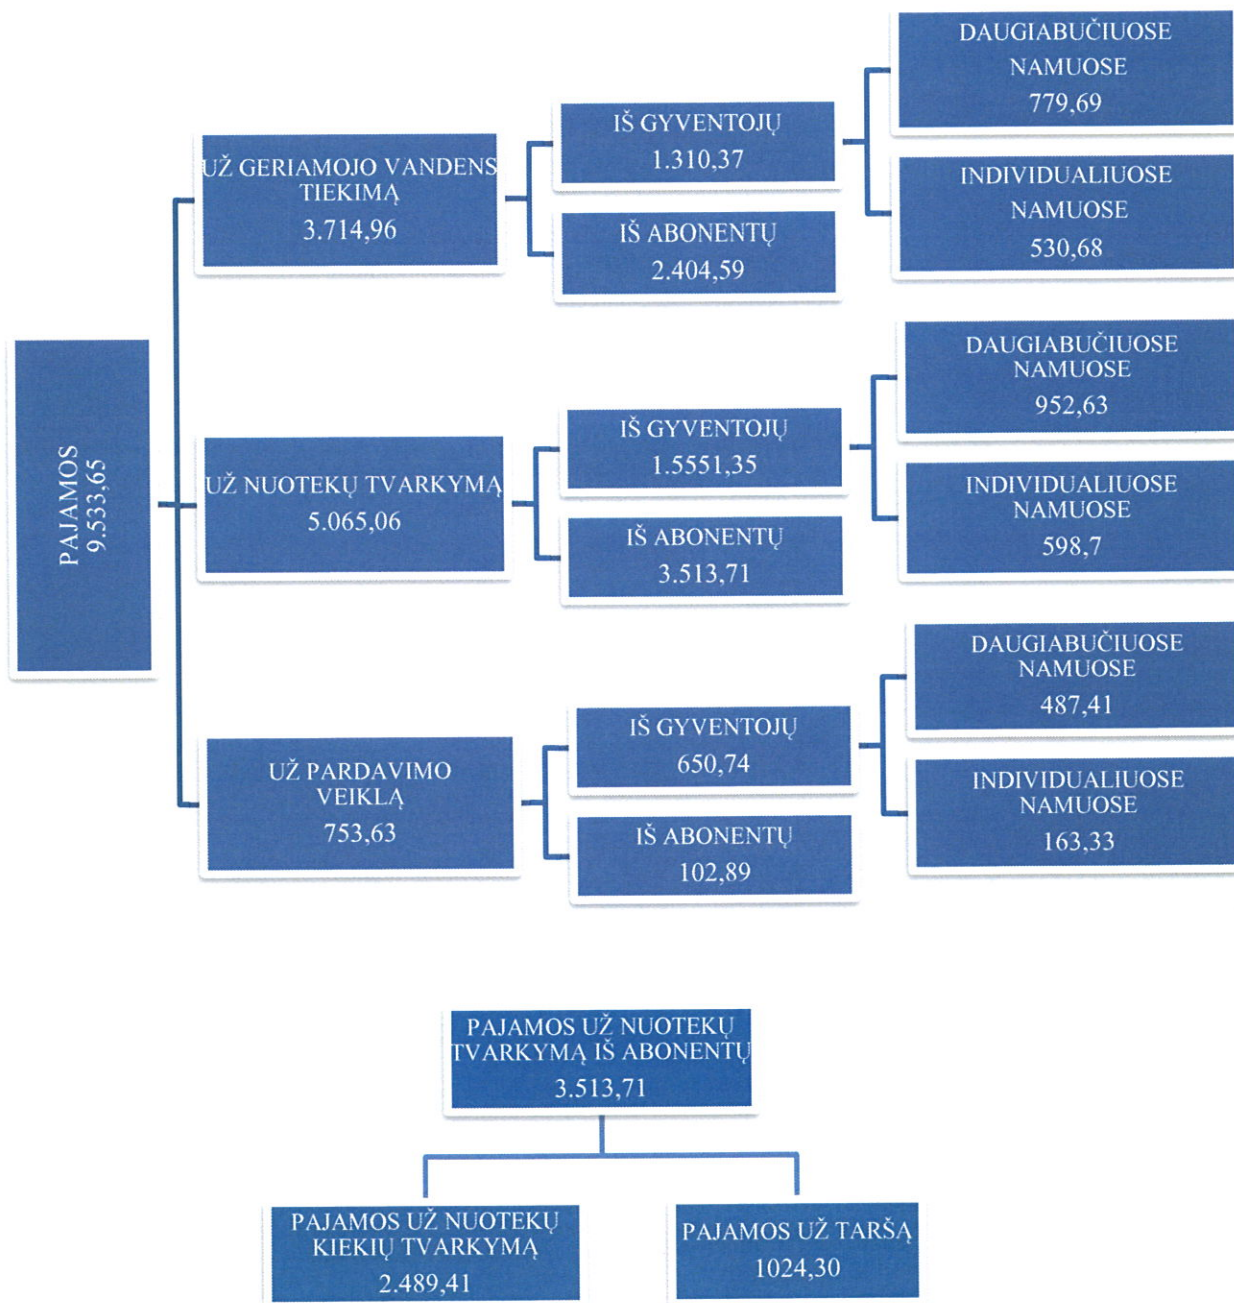 PAJAMOS
9.533,65
UŽ GERIAMOJO VANDENS
TIEKIMĄ
3.714,96
IŠ GYVENTOJŲ
1.310,37
DAUGIABUČIUOSE
NAMUOSE
779,69
INDIVIDUALIUOSE
NAMUOSE
530,68
IŠ ABONENTŲ
2.404,59
UŽ NUOTEKŲ TVARKYMĄ
5.065,06
IŠ GYVENTOJŲ
1.5551,35
DAUGIABUČIUOSE
NAMUOSE
952,63
INDIVIDUALIUOSE
NAMUOSE
598,7
IŠ ABONENTŲ
3.513,71
UŽ PARDAVIMO
VEIKLĄ
753,63
IŠ GYVENTOJŲ
650,74
DAUGIABUČIUOSE
NAMUOSE
487,41
INDIVIDUALIUOSE
NAMUOSE
163,33
IŠ ABONENTŲ
102,89
PAJAMOS UŽ NUOTEKŲ
TVARKYMĄ IŠ ABONENTŲ
3.513,71
PAJAMOS UŽ NUOTEKŲ
KIEKIŲ TVARKYMĄ
2.489,41
PAJAMOS UŽ TARŠĄ
1024,30